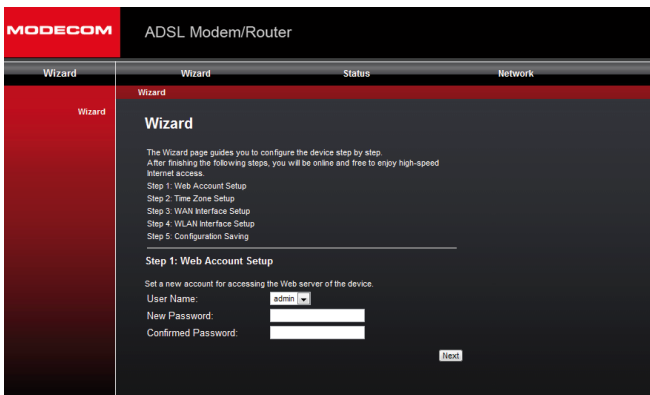 MODECOM
ADSL Modem/Router
Wizard
Wizard
Status
Network
Wizard
Wizard
Wizard
The Wizard page guides you to configure the device step by step.
After finishing the following steps, you will be online and free to enjoy high-speed
Internet access.
Step 1: Web Account Setup
Step 2: Time Zone Setup
Step 3: WAN Interface Setup
Step 4: WLAN Interface Setup
Step 5: Configuration Saving
Step 1: Web Account Setup
Set a new account for accessing the Web server of the device.
User Name: admin
New Password:
Confirmed Password:
Next